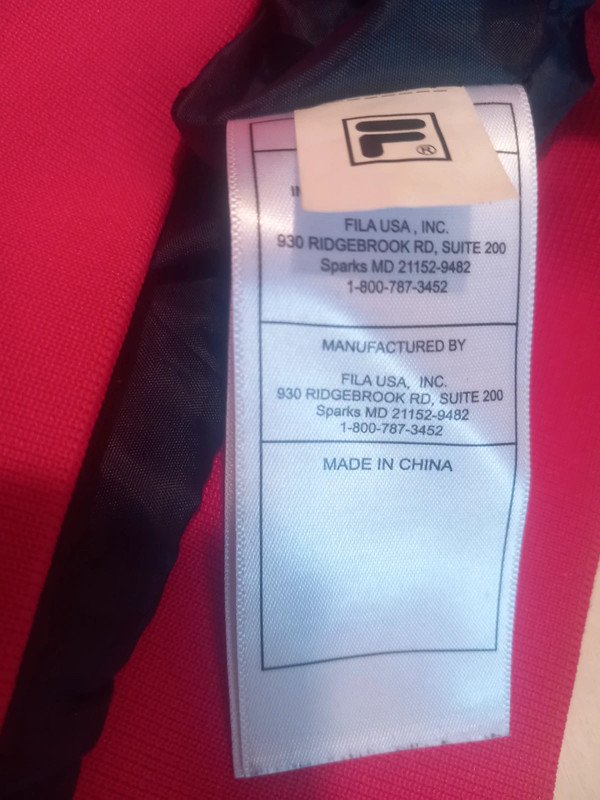 F®
FILA USA , INC.
930 RIDGEBROOK RD, SUITE 200
Sparks MD 21152-9482
1-800-787-3452
MANUFACTURED BY
FILA USA, INC.
930 RIDGEBROOK RD, SUITE 200
Sparks MD 21152-9482
1-800-787-3452
MADE IN CHINA